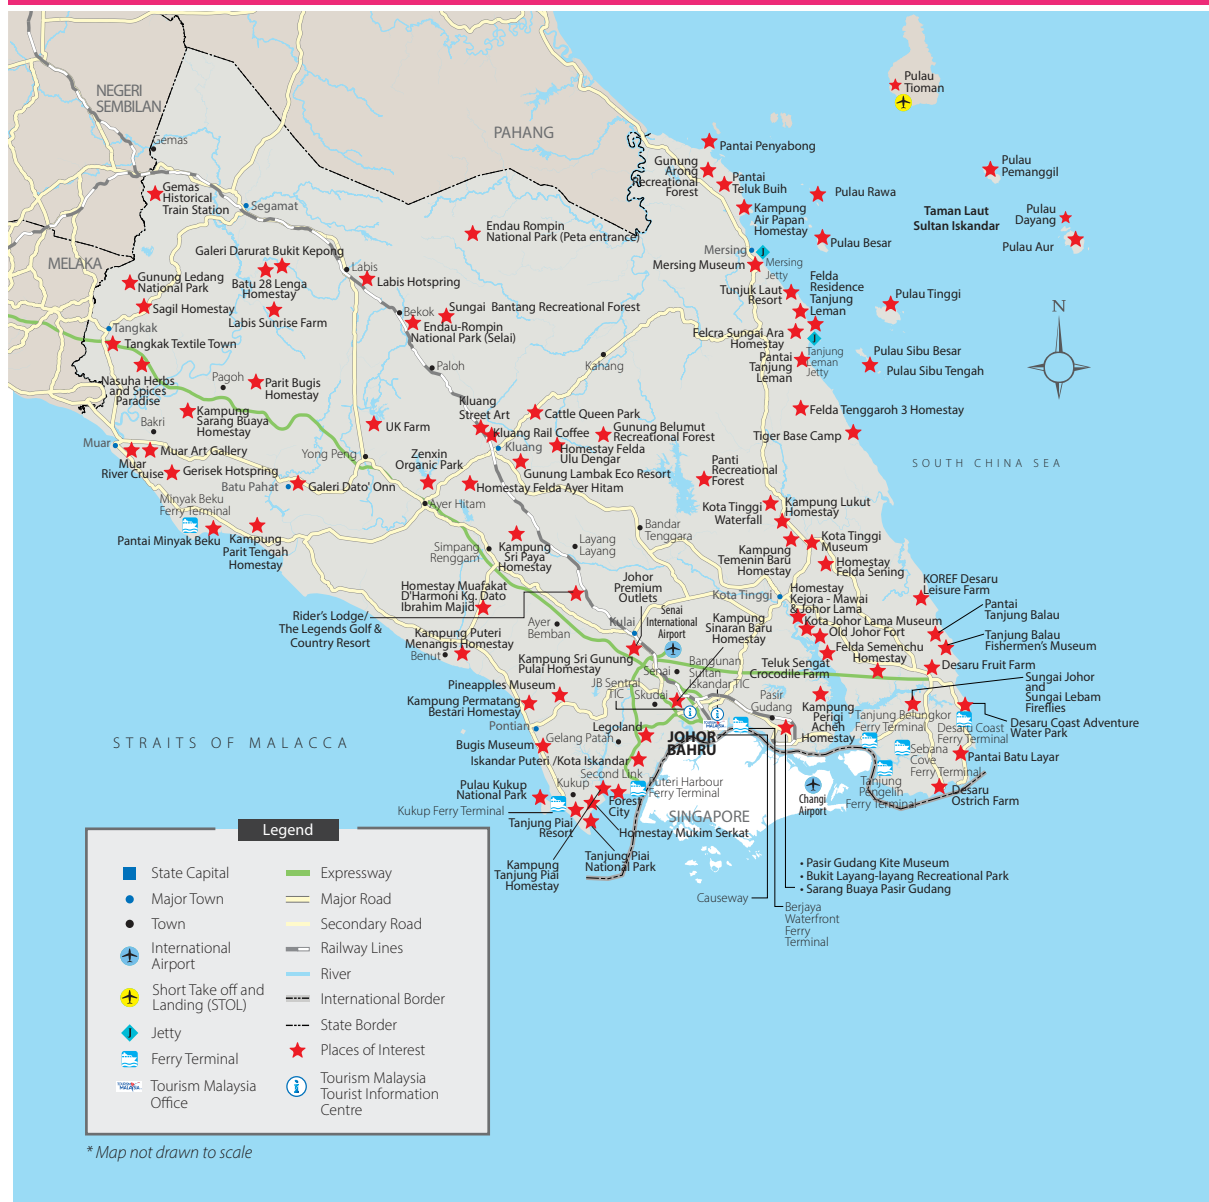 NEGERI
SEMBILAN
PAHANG
MELAKA
Gemas
Gemas
Historical
Train Station
Segamat
Pulau
Tioman
Pantai Penyabong
Gunung
Arong
Recreational
Forest
Pantai
Teluk Buih
Kampung
Air Papan
Homestay
Pulau Rawa
Pulau
Pemanggil
Taman Laut
Sultan Iskandar
Pulau
Dayang
Pulau Aur
Pulau Besar
Endau Rompin
National Park (Peta entrance)
Galeri Darurat Bukit Kepong
Batu 28 Lenga
Homestay
Labis
Labis Hotspring
Mersing
Mersing
Jetty
Mersing Museum
Gunung Ledang
National Park
Sagil Homestay
Labis Sunrise Farm
Bekok
Sungai Bantang Recreational Forest
Endau-Rompin
National Park (Selai)
Tunjuk Laut
Resort
Felda
Residence
Tanjung
Leman
Pulau Tinggi
N
Tangkak
Tangkak Textile Town
Felcra Sungai Ara
Homestay
Pantai
Tanjung
Leman
Tanjung
Leman
Jetty
Pulau Sibu Besar
Pulau Sibu Tengah
Nasuha Herbs
and Spices
Paradise
Pagoh
Parit Bugis
Homestay
Paloh
Kahang
Kluang
Street Art
Cattle Queen Park
Felda Tenggaroh 3 Homestay
Kampung
Sarang Buaya
Homestay
Bakri
UK Farm
Kluang Rail Coffee
Gunung Belumut
Recreational Forest
Tiger Base Camp
Muar
Muar Art Gallery
Muar
River Cruise
Yong Peng
Zenxin
Organic Park
Kluang
Homestay Felda
Ulu Dengar
SOUTH CHINA SEA
Gerisek Hotspring
Batu Pahat
Galeri Dato' Onn
Gunung Lambak Eco Resort
Homestay Felda Ayer Hitam
Panti
Recreational
Forest
Minyak Beku
Ferry Terminal
Ayer Hitam
Kota Tinggi
Waterfall
Kampung Lukut
Homestay
Pantai Minyak Beku
Kampung
Parit Tengah
Homestay
Simpang
Renggam
Kampung
Sri Paya
Homestay
Layang
Layang
Bandar
Tenggara
Kampung
Temenin Baru
Homestay
Kota Tinggi
Museum
Homestay
Felda Sening
Homestay Muafakat
D'Harmoni Kg. Dato
Ibrahim Majid
Johor
Premium
Outlets
Kota Tinggi
Homestay
Kejora - Mawai
& Johor Lama
KOREF Desaru
Leisure Farm
Pantai
Tanjung Balau
Rider's Lodge/
The Legends Golf &
Country Resort
Ayer
Bemban
Kulai
Senai
International
Airport
Kampung
Sinaran Baru
Homestay
Kota Johor Lama Museum
Old Johor Fort
Tanjung Balau
Fishermen's Museum
Kampung Puteri
Menangis Homestay
Benut
Felda Semenchu
Homestay
Desaru Fruit Farm
Kampung Sri Gunung
Pulai Homestay
Senai
Bangunan
Sultan
Iskandar TIC
Teluk Sengat
Crocodile Farm
Sungai Johor
and
Sungai Lebam
Fireflies
Pineapples Museum
JB Sentral
TIC
Skudai
Pasir
Gudang
Kampung
Perigi
Acheh
Homestay
Kampung Permatang
Bestari Homestay
Tanjung Belungkor
Ferry Terminal
Desaru Coast
Ferry Terminal
Desaru Coast Adventure
Water Park
Pontian
Legoland
Gelang Patah
JOHOR
BAHRU
STRAITS OF MALACCA
Bugis Museum
Iskandar Puteri /Kota Iskandar
Sebana
Cove
Ferry Terminal
Pantai Batu Layar
Second Link
Puteri Harbour
Ferry Terminal
Pulau Kukup
National Park
Kukup
Tanjung
Pengelih
Ferry Terminal
Desaru
Ostrich Farm
Changi
Airport
Kukup Ferry Terminal
Forest
City
SINGAPORE
Tanjung Piai
Resort
Homestay Mukim Serkat
Kampung
Tanjung Piai
Homestay
Tanjung Piai
National Park
• Pasir Gudang Kite Museum
• Bukit Layang-layang Recreational Park
• Sarang Buaya Pasir Gudang
Causeway
Berjaya
Waterfront
Ferry
Terminal
Legend
State Capital
Major Town
Town
International
Airport
Short Take off and
Landing (STOL)
Jetty
Ferry Terminal
Tourism Malaysia
Office
Expressway
Major Road
Secondary Road
Railway Lines
River
International Border
State Border
Places of Interest
Tourism Malaysia
Tourist Information
Centre
* Map not drawn to scale